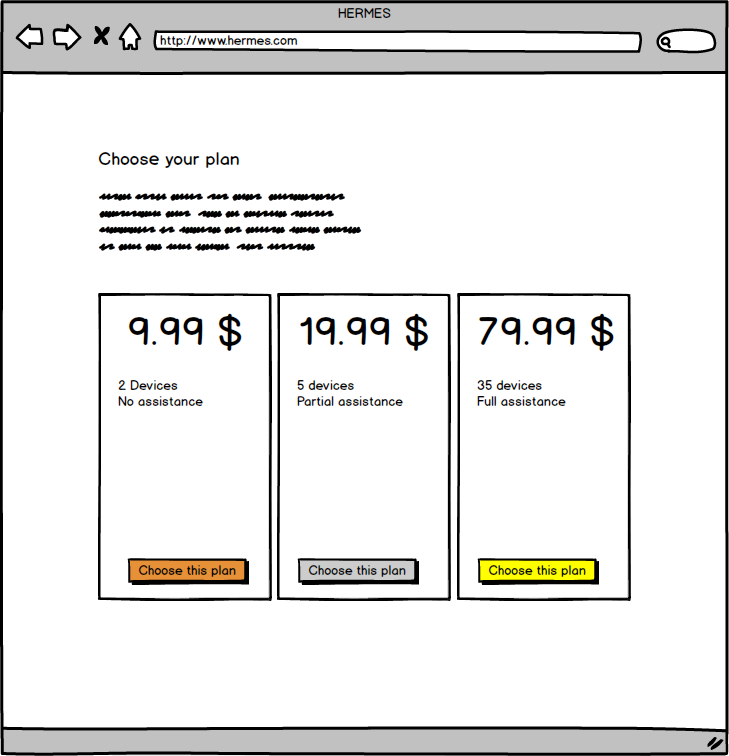 HERMES
http://www.hermes.com
Choose your plan
9.99 $
2 Devices
No assistance
Choose this plan
19.99 $
5 devices
Partial assistance
Choose this plan
79.99 $
35 devices
Full assistance
Choose this plan